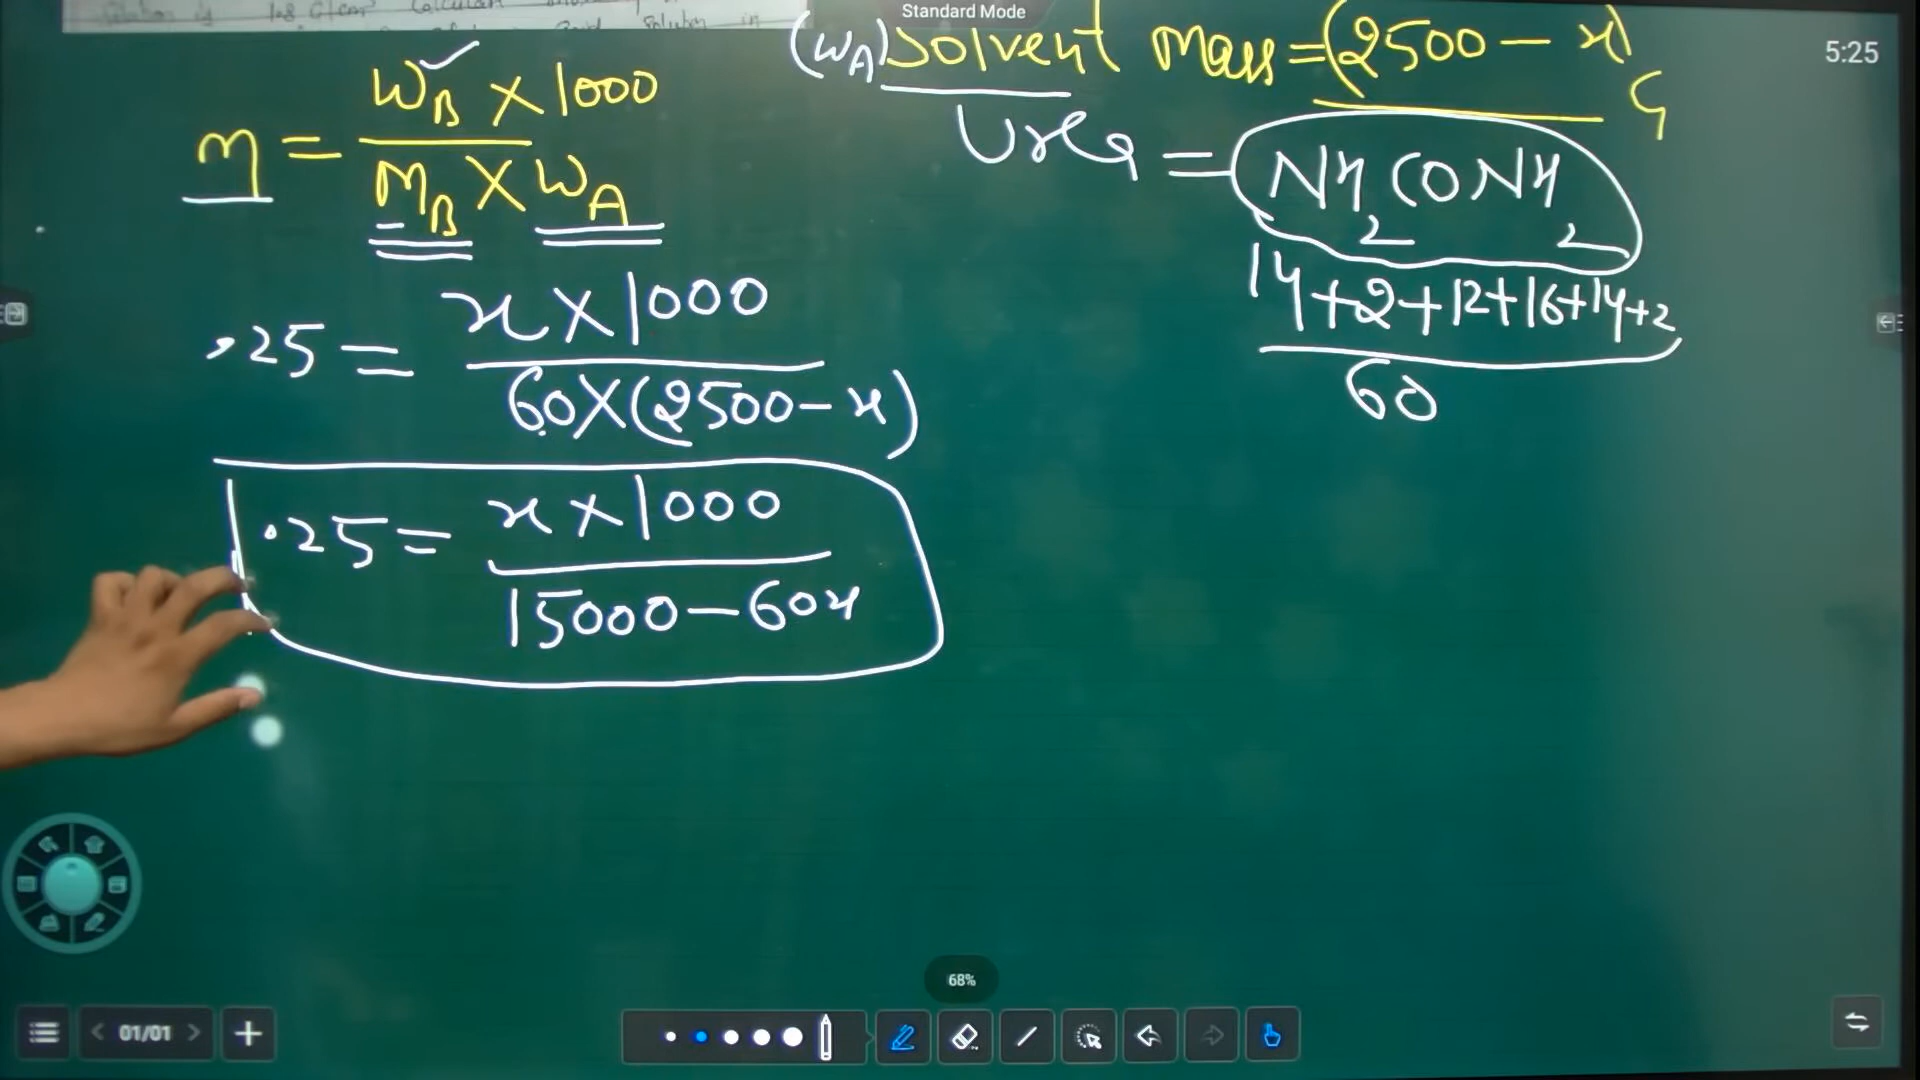 Standard Mode
5:25
(WA) Solvent Mass = (2500 - x) G
m = WB × 1000 / MB × WA
Urea = NH2CONH2
14+2+12+16+14+2
60
.25 = x × 1000 / 60 × (2500 - x)
.25 = x × 1000 / 15000 - 60x
68%
01/01